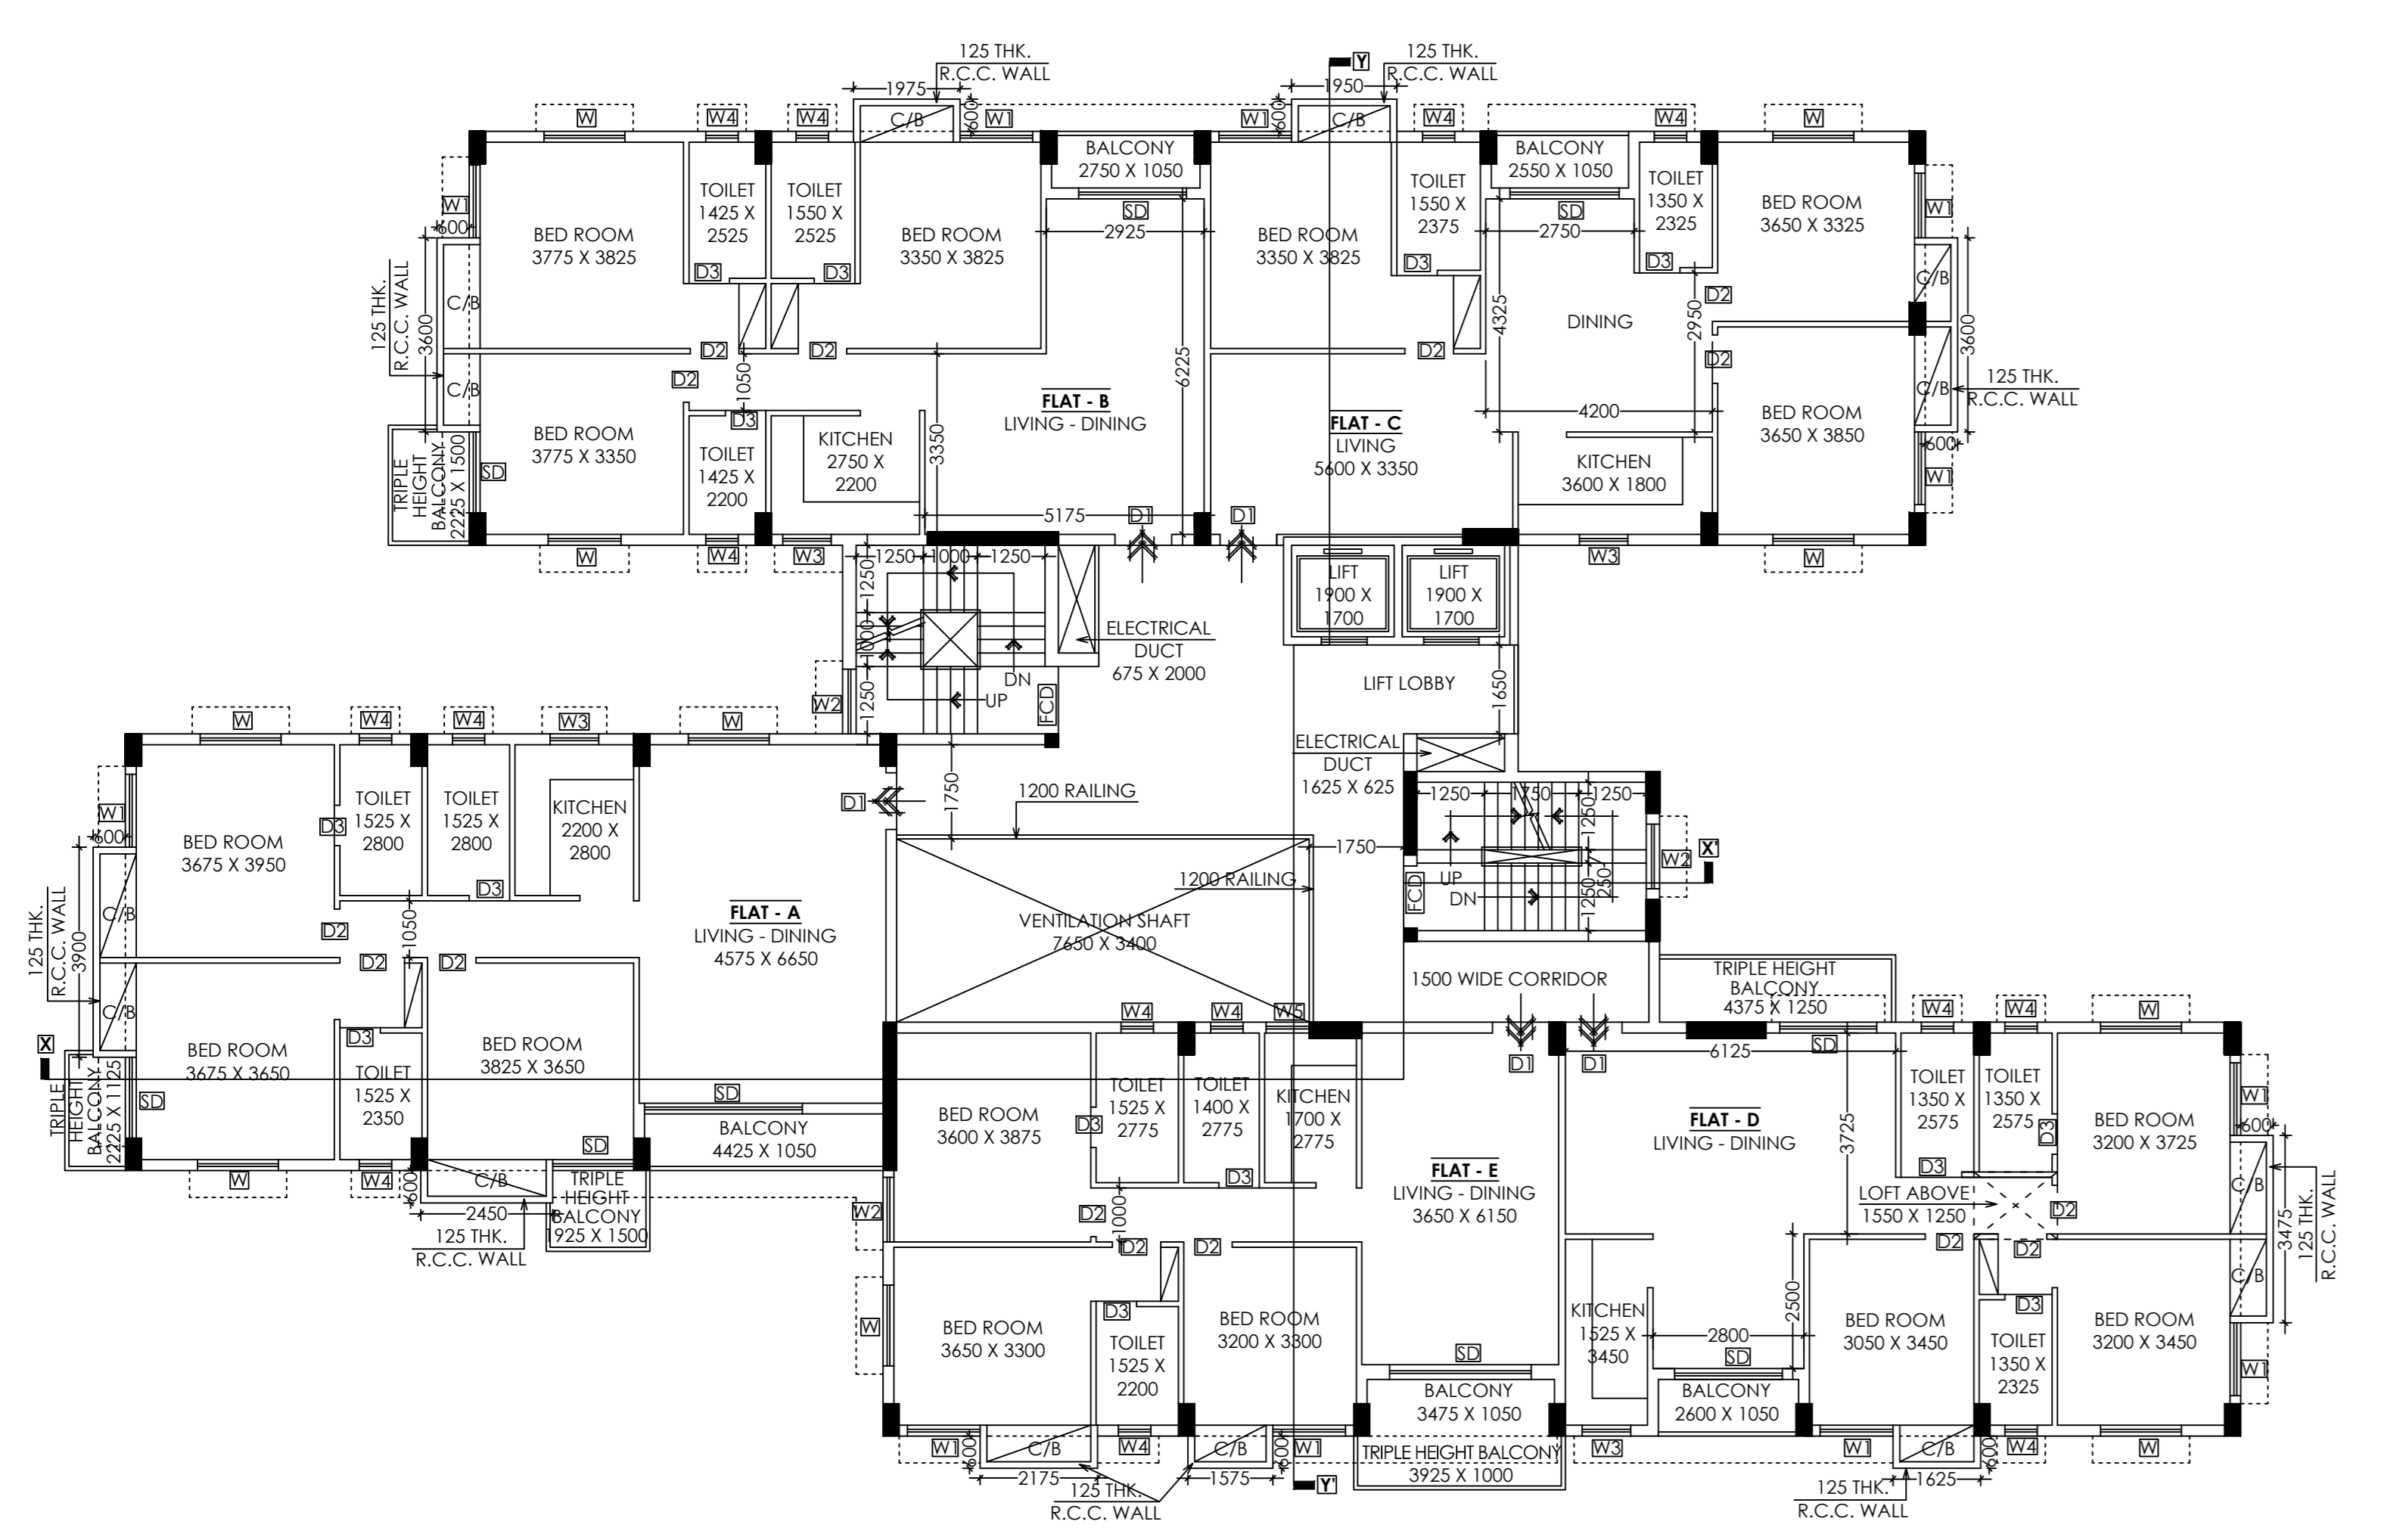 125 THK.
R.C.C. WALL
1975
600
Y
125 THK.
R.C.C. WALL
1950
600
W
W4
W4
C/B
W1
W1
C/B
W4
W4
W
BALCONY
2750 X 1050
BALCONY
2550 X 1050
W1
600
BED ROOM
3775 X 3825
TOILET
1425 X
2525
TOILET
1550 X
2525
BED ROOM
3350 X 3825
SD
2925
BED ROOM
3350 X 3825
TOILET
1550 X
2375
SD
2750
TOILET
1350 X
2325
BED ROOM
3650 X 3325
W1
D3
D3
D3
D3
C/B
C/B
D2
125 THK.
R.C.C. WALL
3600
4325
DINING
2950
3600
D2
D2
D2
D2
C/B
D2
1050
6225
C/B
125 THK.
R.C.C. WALL
FLAT - B
LIVING - DINING
4200
BED ROOM
3650 X 3850
FLAT - C
LIVING
5600 X 3350
D3
BED ROOM
3775 X 3350
KITCHEN
2750 X
2200
3350
TOILET
1425 X
2200
KITCHEN
3600 X 1800
600
W1
TRIPLE
HEIGHT
BALCONY
2225 X 1500
SD
5175
D1
D1
W
W4
W3
W3
W
1250
1000
1250
1250
1000
1250
LIFT
1900 X
1700
LIFT
1900 X
1700
ELECTRICAL
DUCT
675 X 2000
DN
UP
FCD
W2
LIFT LOBBY
1650
W
W4
W4
W3
W
ELECTRICAL
DUCT
1625 X 625
1750
1200 RAILING
1250
1750
1250
1250
D1
W1
600
TOILET
1525 X
2800
TOILET
1525 X
2800
KITCHEN
2200 X
2800
D3
BED ROOM
3675 X 3950
1750
W2
X'
1200 RAILING
UP
DN
FCD
250
1250
D3
125 THK.
R.C.C. WALL
3900
C/B
D2
1050
FLAT - A
LIVING - DINING
4575 X 6650
VENTILATION SHAFT
7650 X 3400
D2
D2
1500 WIDE CORRIDOR
TRIPLE HEIGHT
BALCONY
4375 X 1250
C/B
W4
W4
W5
W4
W4
W
X
D3
BED ROOM
3675 X 3650
BED ROOM
3825 X 3650
D1
D1
6125
SD
TRIPLE
HEIGHT
BALCONY
2225 X 1125
SD
TOILET
1525 X
2350
SD
BED ROOM
3600 X 3875
TOILET
1525 X
2775
TOILET
1400 X
2775
KITCHEN
1700 X
2775
TOILET
1350 X
2575
TOILET
1350 X
2575
W1
600
D3
D3
FLAT - D
LIVING - DINING
3725
BED ROOM
3200 X 3725
SD
BALCONY
4425 X 1050
W
W4
600
C/B
2450
TRIPLE
HEIGHT
BALCONY
1925 X 1500
125 THK.
R.C.C. WALL
D3
FLAT - E
LIVING - DINING
3650 X 6150
D3
LOFT ABOVE
1550 X 1250
C/B
125 THK.
R.C.C. WALL
3475
W2
D2
1000
D2
D2
D2
D2
D2
C/B
W
BED ROOM
3650 X 3300
D3
BED ROOM
3200 X 3300
KITCHEN
1525 X
3450
2500
2800
BED ROOM
3050 X 3450
D3
BED ROOM
3200 X 3450
SD
SD
TOILET
1525 X
2200
TOILET
1350 X
2325
W1
BALCONY
3475 X 1050
BALCONY
2600 X 1050
W1
600
C/B
W4
C/B
600
W1
TRIPLE HEIGHT BALCONY
3925 X 1000
W3
W1
C/B
600
W4
W
2175
1575
Y'
1625
125 THK.
R.C.C. WALL
125 THK.
R.C.C. WALL